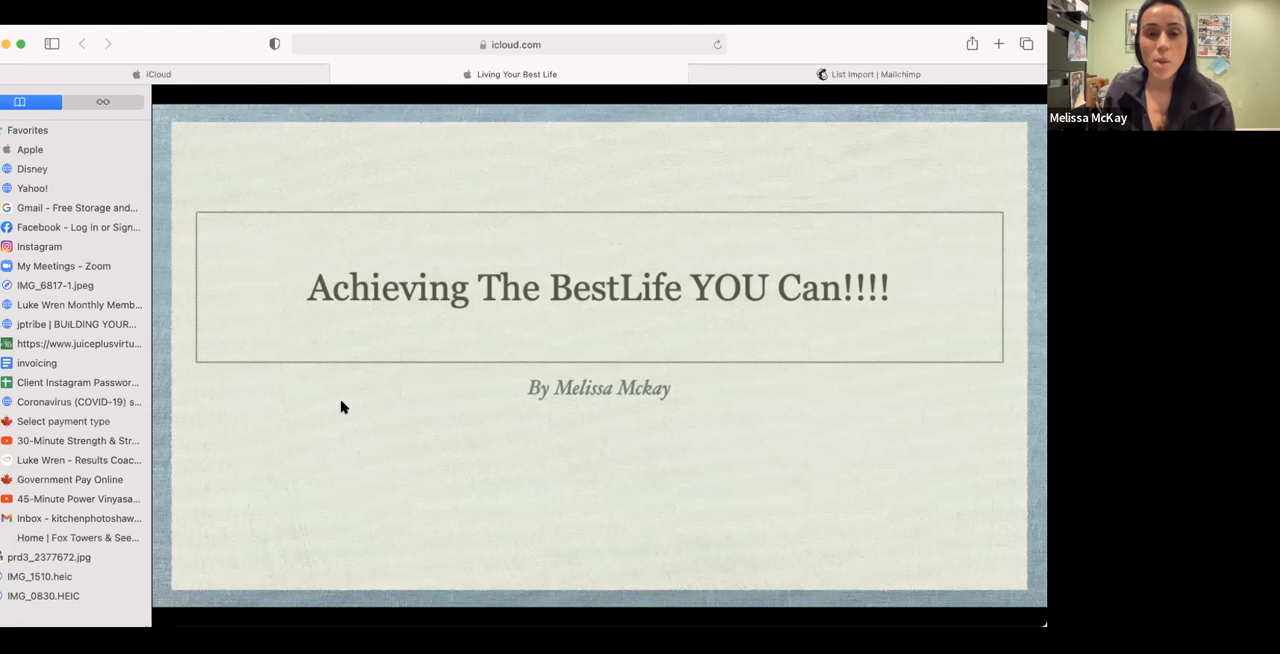 icloud.com
iCloud
Living Your Best Life
List Import | Mailchimp
Favorites
Apple
Disney
Yahoo!
Gmail - Free Storage and...
Facebook - Log In or Sign...
Instagram
My Meetings - Zoom
IMG_6817-1.jpeg
Luke Wren Monthly Memb...
jptribe | BUILDING YOUR...
https://www.juiceplusvirtu...
invoicing
Client Instagram Passwor...
Coronavirus (COVID-19) s...
Select payment type
30-Minute Strength & Str...
Luke Wren - Results Coac...
Government Pay Online
45-Minute Power Vinyasa...
Inbox - kitchenphotoshaw...
Home | Fox Towers & See...
prd3_2377672.jpg
IMG_1510.heic
IMG_0830.HEIC
Achieving The BestLife YOU Can!!!!
By Melissa Mckay
Melissa McKay